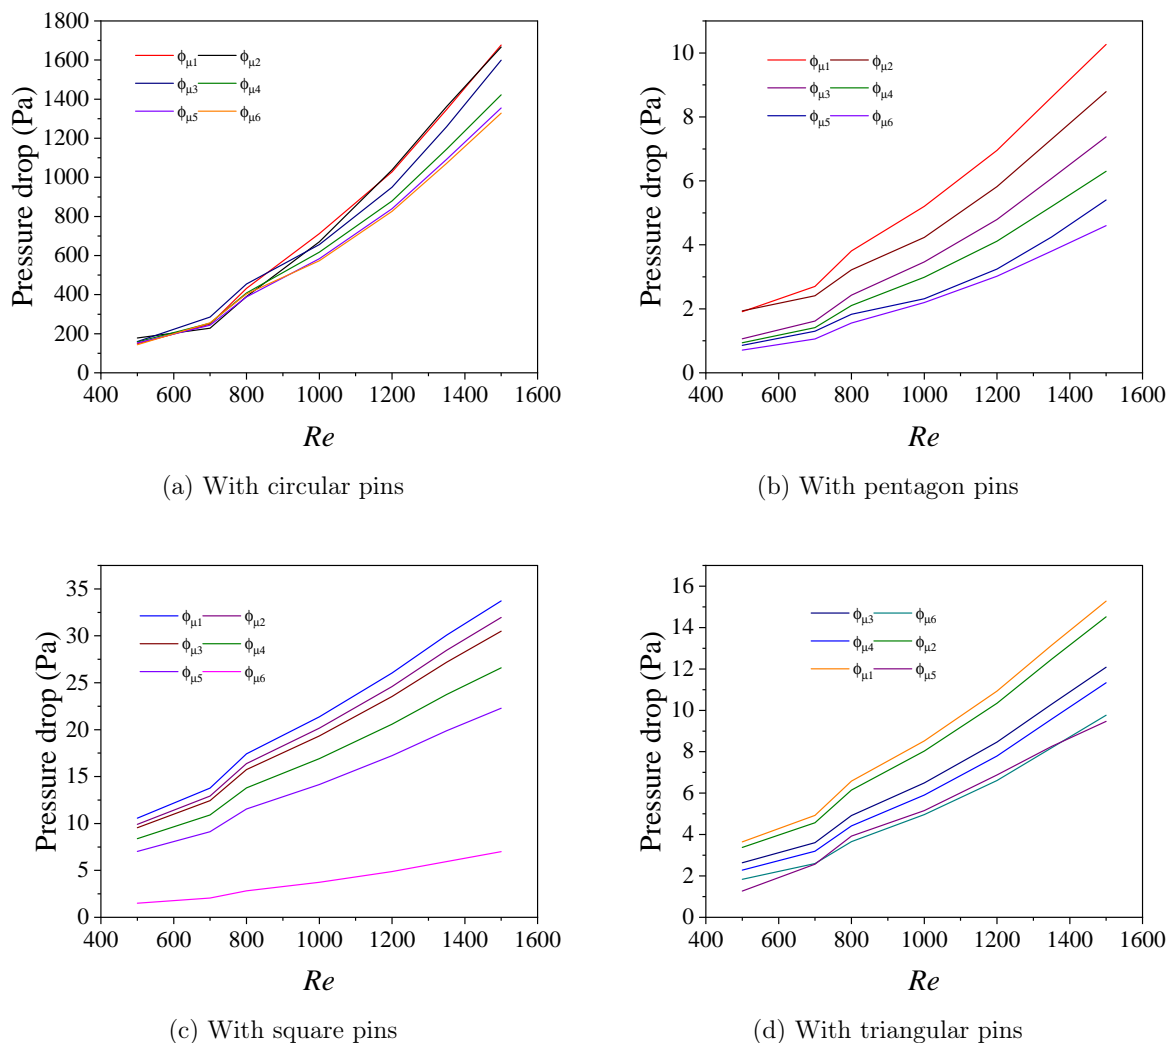 1800
1600
1400
1200
1000
800
600
400
200
0
Pressure drop (Pa)
ϕμ1 ϕμ2
ϕμ3 ϕμ4
ϕμ5 ϕμ6
400 600 800 1000 1200 1400 1600
Re
(a) With circular pins
10
8
6
4
2
0
Pressure drop (Pa)
ϕμ1 ϕμ2
ϕμ3 ϕμ4
ϕμ5 ϕμ6
400 600 800 1000 1200 1400 1600
Re
(b) With pentagon pins
35
30
25
20
15
10
5
0
Pressure drop (Pa)
ϕμ1 ϕμ2
ϕμ3 ϕμ4
ϕμ5 ϕμ6
400 600 800 1000 1200 1400 1600
Re
(c) With square pins
16
14
12
10
8
6
4
2
0
Pressure drop (Pa)
ϕμ3 ϕμ6
ϕμ4 ϕμ2
ϕμ1 ϕμ5
400 600 800 1000 1200 1400 1600
Re
(d) With triangular pins